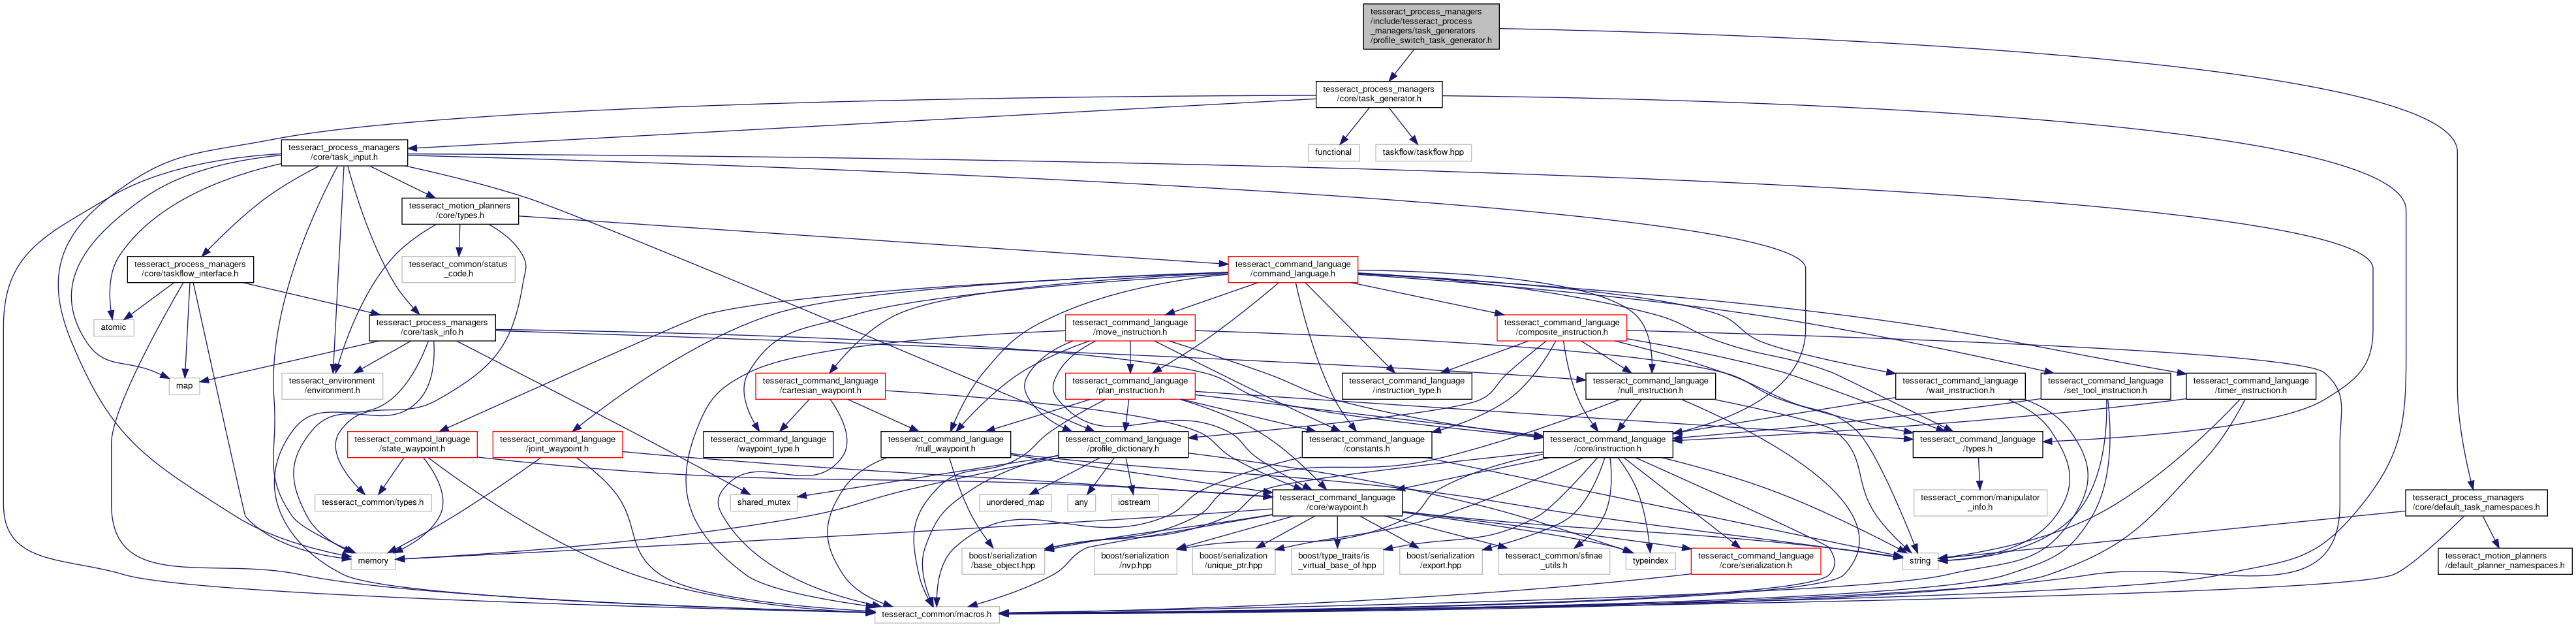 tesseract_process_managers
/include/tesseract_process
_managers/task_generators
/profile_switch_task_generator.h
tesseract_process_managers
/core/task_generator.h
tesseract_process_managers
/core/task_input.h
functional
taskflow/taskflow.hpp
tesseract_motion_planners
/core/types.h
tesseract_process_managers
/core/taskflow_interface.h
tesseract_common/status
_code.h
tesseract_command_language
/command_language.h
atomic
tesseract_process_managers
/core/task_info.h
tesseract_command_language
/move_instruction.h
tesseract_command_language
/composite_instruction.h
map
tesseract_environment
/environment.h
tesseract_command_language
/cartesian_waypoint.h
tesseract_command_language
/plan_instruction.h
tesseract_command_language
/instruction_type.h
tesseract_command_language
/null_instruction.h
tesseract_command_language
/wait_instruction.h
tesseract_command_language
/set_tool_instruction.h
tesseract_command_language
/timer_instruction.h
tesseract_command_language
/state_waypoint.h
tesseract_command_language
/joint_waypoint.h
tesseract_command_language
/waypoint_type.h
tesseract_command_language
/null_waypoint.h
tesseract_command_language
/profile_dictionary.h
tesseract_command_language
/constants.h
tesseract_command_language
/core/instruction.h
tesseract_command_language
/types.h
tesseract_common/types.h
shared_mutex
unordered_map
any
iostream
tesseract_command_language
/core/waypoint.h
tesseract_common/manipulator
_info.h
tesseract_process_managers
/core/default_task_namespaces.h
memory
boost/serialization
/base_object.hpp
boost/serialization
/nvp.hpp
boost/serialization
/unique_ptr.hpp
boost/type_traits/is
_virtual_base_of.hpp
boost/serialization
/export.hpp
tesseract_common/sfinae
_utils.h
typeindex
tesseract_command_language
/core/serialization.h
string
tesseract_motion_planners
/default_planner_namespaces.h
tesseract_common/macros.h